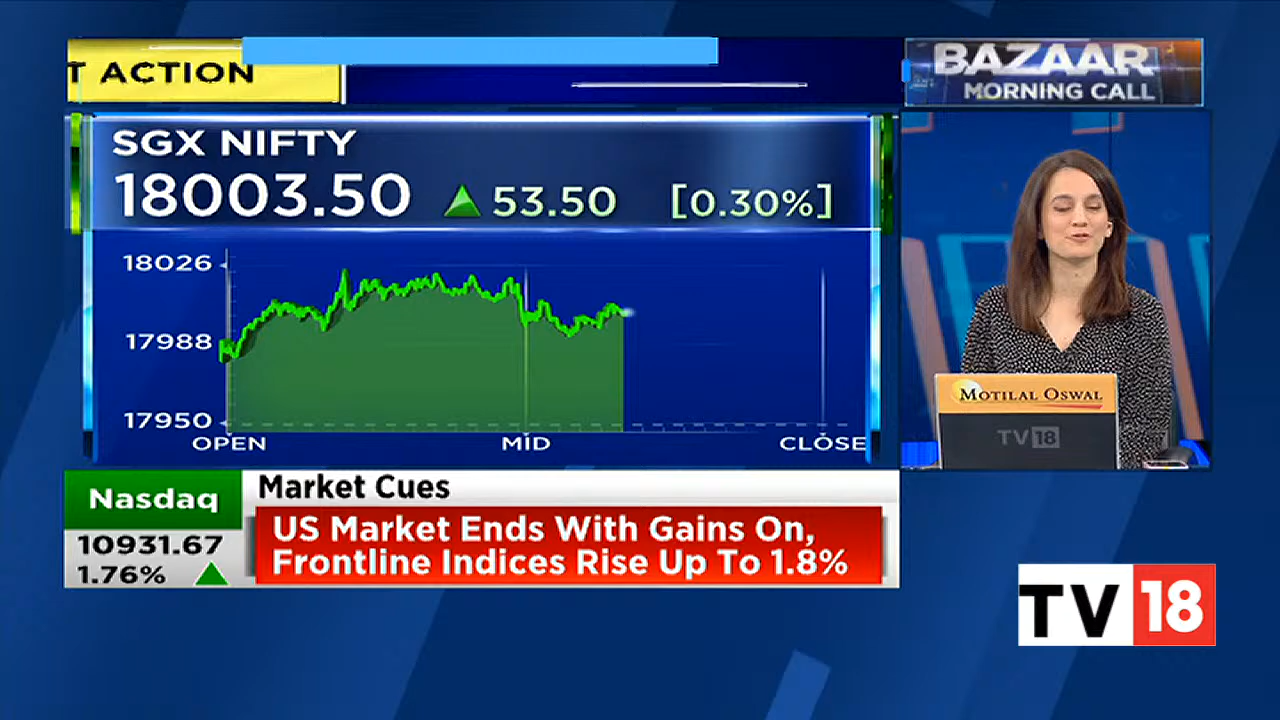 T ACTION
BAZAAR
MORNING CALL
SGX NIFTY
18003.50 ▲ 53.50 [0.30%]
18026
17988
17950
OPEN MID CLOSE
MOTILAL OSWAL
TV18
Nasdaq
10931.67
1.76% ▲
Market Cues
US Market Ends With Gains On,
Frontline Indices Rise Up To 1.8%
TV18